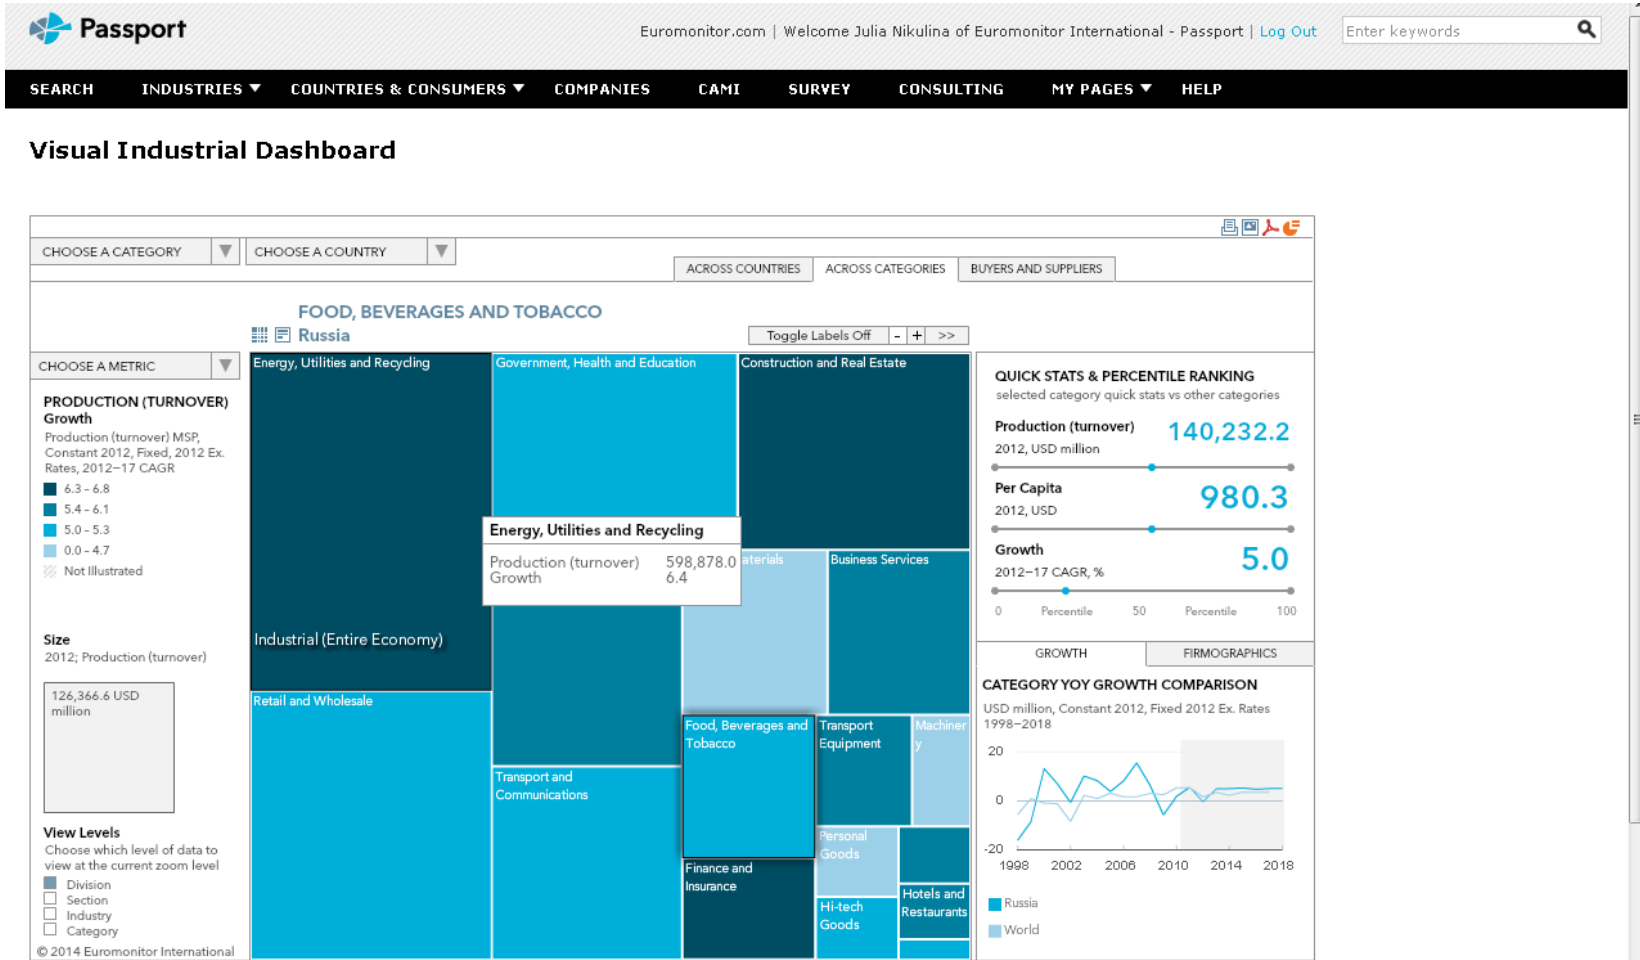 Passport
Euromonitor.com | Welcome Julia Nikulina of Euromonitor International - Passport | Log Out
Enter keywords
SEARCH INDUSTRIES COUNTRIES & CONSUMERS COMPANIES CAMI SURVEY CONSULTING MY PAGES HELP
Visual Industrial Dashboard
CHOOSE A CATEGORY
CHOOSE A COUNTRY
ACROSS COUNTRIES
ACROSS CATEGORIES
BUYERS AND SUPPLIERS
FOOD, BEVERAGES AND TOBACCO
Russia
Toggle Labels Off - + >>
CHOOSE A METRIC
PRODUCTION (TURNOVER)
Growth
Production (turnover) MSP,
Constant 2012, Fixed, 2012 Ex.
Rates, 2012–17 CAGR
6.3 – 6.8
5.4 – 6.1
5.0 – 5.3
0.0 – 4.7
Not Illustrated
Size
2012; Production (turnover)
126,366.6 USD
million
View Levels
Choose which level of data to
view at the current zoom level
Division
Section
Industry
Category
© 2014 Euromonitor International
Energy, Utilities and Recycling
Government, Health and Education
Construction and Real Estate
Energy, Utilities and Recycling
Production (turnover) 598,878.0
Growth 6.4
aterials
Business Services
Industrial (Entire Economy)
Retail and Wholesale
Transport and
Communications
Food, Beverages and
Tobacco
Transport
Equipment
Machiner
y
Personal
Goods
Finance and
Insurance
Hi-tech
Goods
Hotels and
Restaurants
QUICK STATS & PERCENTILE RANKING
selected category quick stats vs other categories
Production (turnover) 140,232.2
2012, USD million
Per Capita 980.3
2012, USD
Growth 5.0
2012–17 CAGR, %
0 Percentile 50 Percentile 100
GROWTH
FIRMOGRAPHICS
CATEGORY YOY GROWTH COMPARISON
USD million, Constant 2012, Fixed 2012 Ex. Rates
1998–2018
20
0
-20
1998 2002 2006 2010 2014 2018
Russia
World